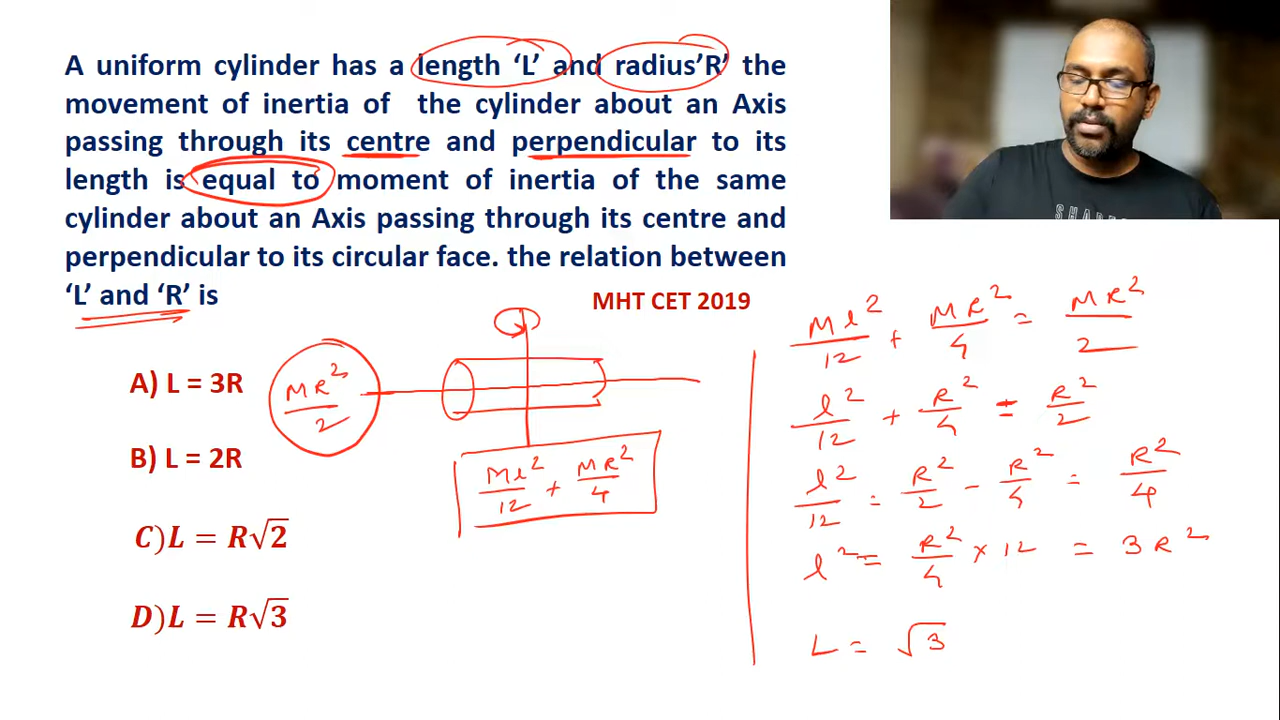 A uniform cylinder has a length ‘L’ and radius’R’ the
movement of inertia of the cylinder about an Axis
passing through its centre and perpendicular to its
length is equal to moment of inertia of the same
cylinder about an Axis passing through its centre and
perpendicular to its circular face. the relation between
‘L’ and ‘R’ is
MHT CET 2019
A) L = 3R
B) L = 2R
C)L = R√2
D)L = R√3
MR²/2
Ml²/12 + MR²/4
Ml²/12 + MR²/4 = MR²/2
l²/12 + R²/4 = R²/2
l²/12 = R²/2 − R²/4 = R²/4
l² = R²/4 × 12 = 3R²
L = √3